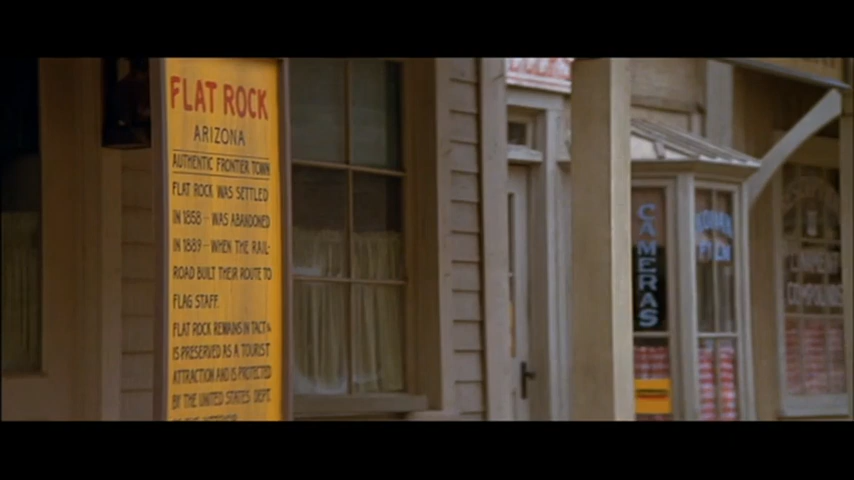 FLAT ROCK
ARIZONA
AUTHENTIC FRONTIER TOWN
FLAT ROCK WAS SETTLED
IN 1858 - WAS ABANDONED
IN 1889 - WHEN THE RAIL-
ROAD BUILT THEIR ROUTE TO
FLAG STAFF.
FLAT ROCK REMAINS IN TACT &
IS PRESERVED AS A TOURIST
ATTRACTION AND IS PROTECTED
BY THE UNITED STATES DEPT.
CAMERAS
KODAK
FILM